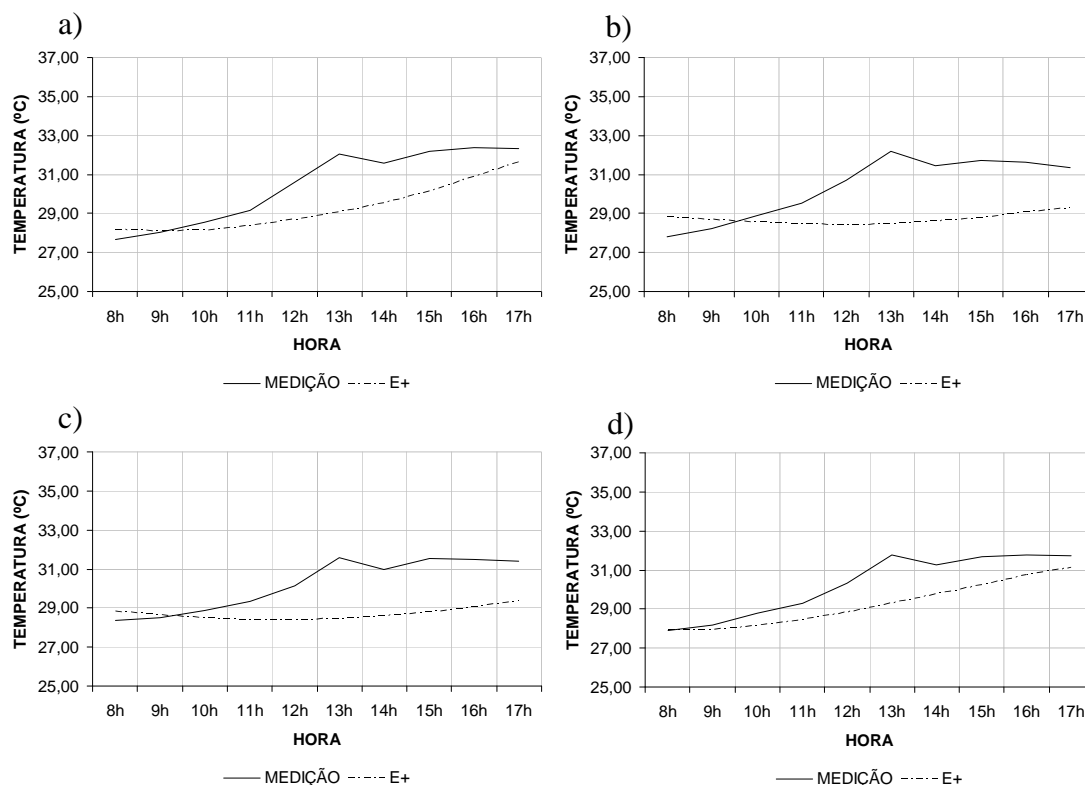 a)
37,00
35,00
33,00
31,00
29,00
27,00
25,00
TEMPERATURA (ºC)
8h 9h 10h 11h 12h 13h 14h 15h 16h 17h
HORA
MEDIÇÃO E+
b)
37,00
35,00
33,00
31,00
29,00
27,00
25,00
TEMPERATURA (ºC)
8h 9h 10h 11h 12h 13h 14h 15h 16h 17h
HORA
MEDIÇÃO E+
c)
37,00
35,00
33,00
31,00
29,00
27,00
25,00
TEMPERATURA (ºC)
8h 9h 10h 11h 12h 13h 14h 15h 16h 17h
HORA
MEDIÇÃO E+
d)
37,00
35,00
33,00
31,00
29,00
27,00
25,00
TEMPERATURA (ºC)
8h 9h 10h 11h 12h 13h 14h 15h 16h 17h
HORA
MEDIÇÃO E+